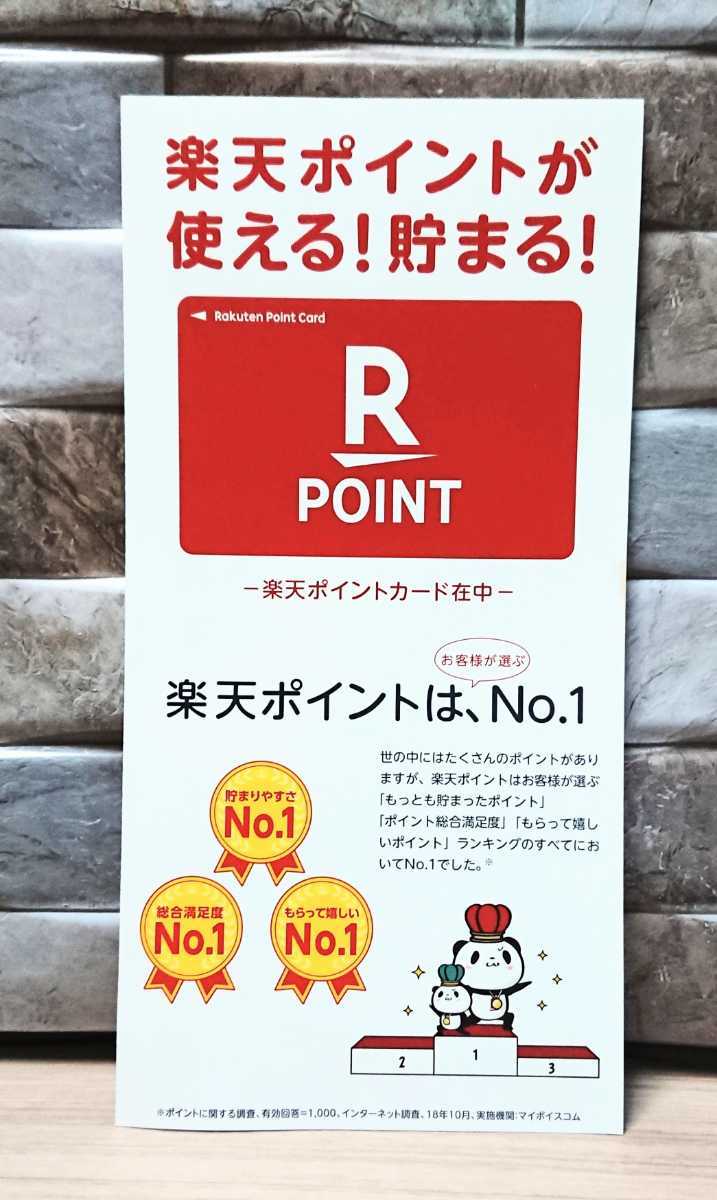 楽天ポイントが
使える!貯まる!
Rakuten Point Card
R
POINT
−楽天ポイントカード在中−
お客様が選ぶ
楽天ポイントは、No.1
世の中にはたくさんのポイントがあり
ますが、楽天ポイントはお客様が選ぶ
「もっとも貯まったポイント」
「ポイント総合満足度」「もらって嬉し
いポイント」ランキングのすべてにお
いてNo.1でした。※
貯まりやすさ
No.1
総合満足度
No.1
もらって嬉しい
No.1
2
1
3
※ポイントに関する調査、有効回答=1,000、インターネット調査、18年10月、実施機関:マイボイスコム